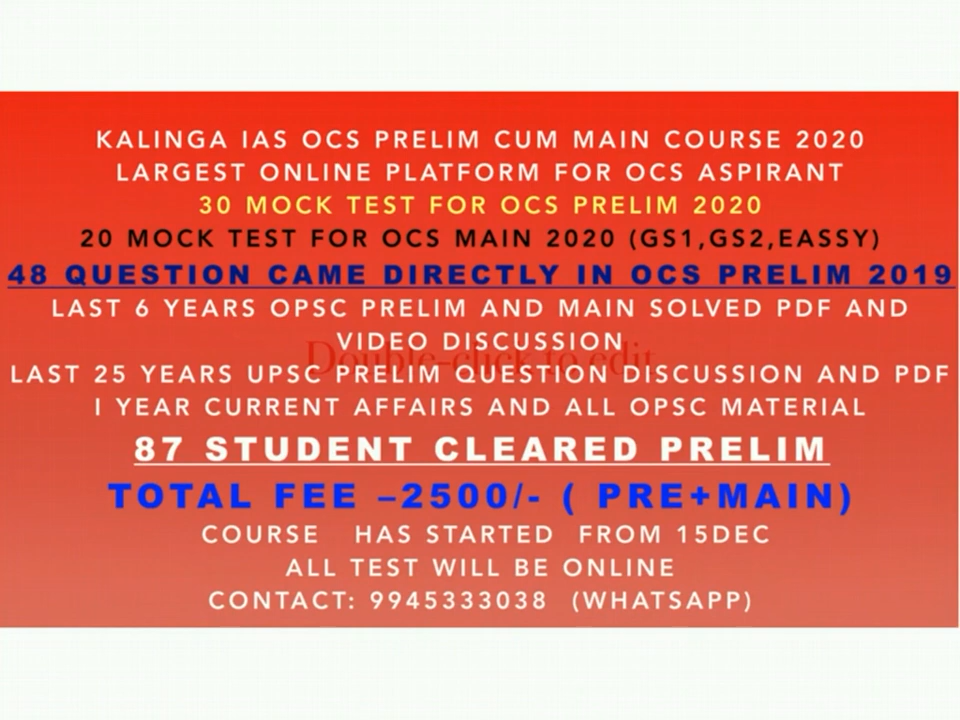 KALINGA IAS OCS PRELIM CUM MAIN COURSE 2020
LARGEST ONLINE PLATFORM FOR OCS ASPIRANT
30 MOCK TEST FOR OCS PRELIM 2020
20 MOCK TEST FOR OCS MAIN 2020 (GS1,GS2,EASSY)
48 QUESTION CAME DIRECTLY IN OCS PRELIM 2019
LAST 6 YEARS OPSC PRELIM AND MAIN SOLVED PDF AND
VIDEO DISCUSSION
Double-click to edit
LAST 25 YEARS UPSC PRELIM QUESTION DISCUSSION AND PDF
I YEAR CURRENT AFFAIRS AND ALL OPSC MATERIAL
87 STUDENT CLEARED PRELIM
TOTAL FEE –2500/- ( PRE+MAIN)
COURSE HAS STARTED FROM 15DEC
ALL TEST WILL BE ONLINE
CONTACT: 9945333038 (WHATSAPP)